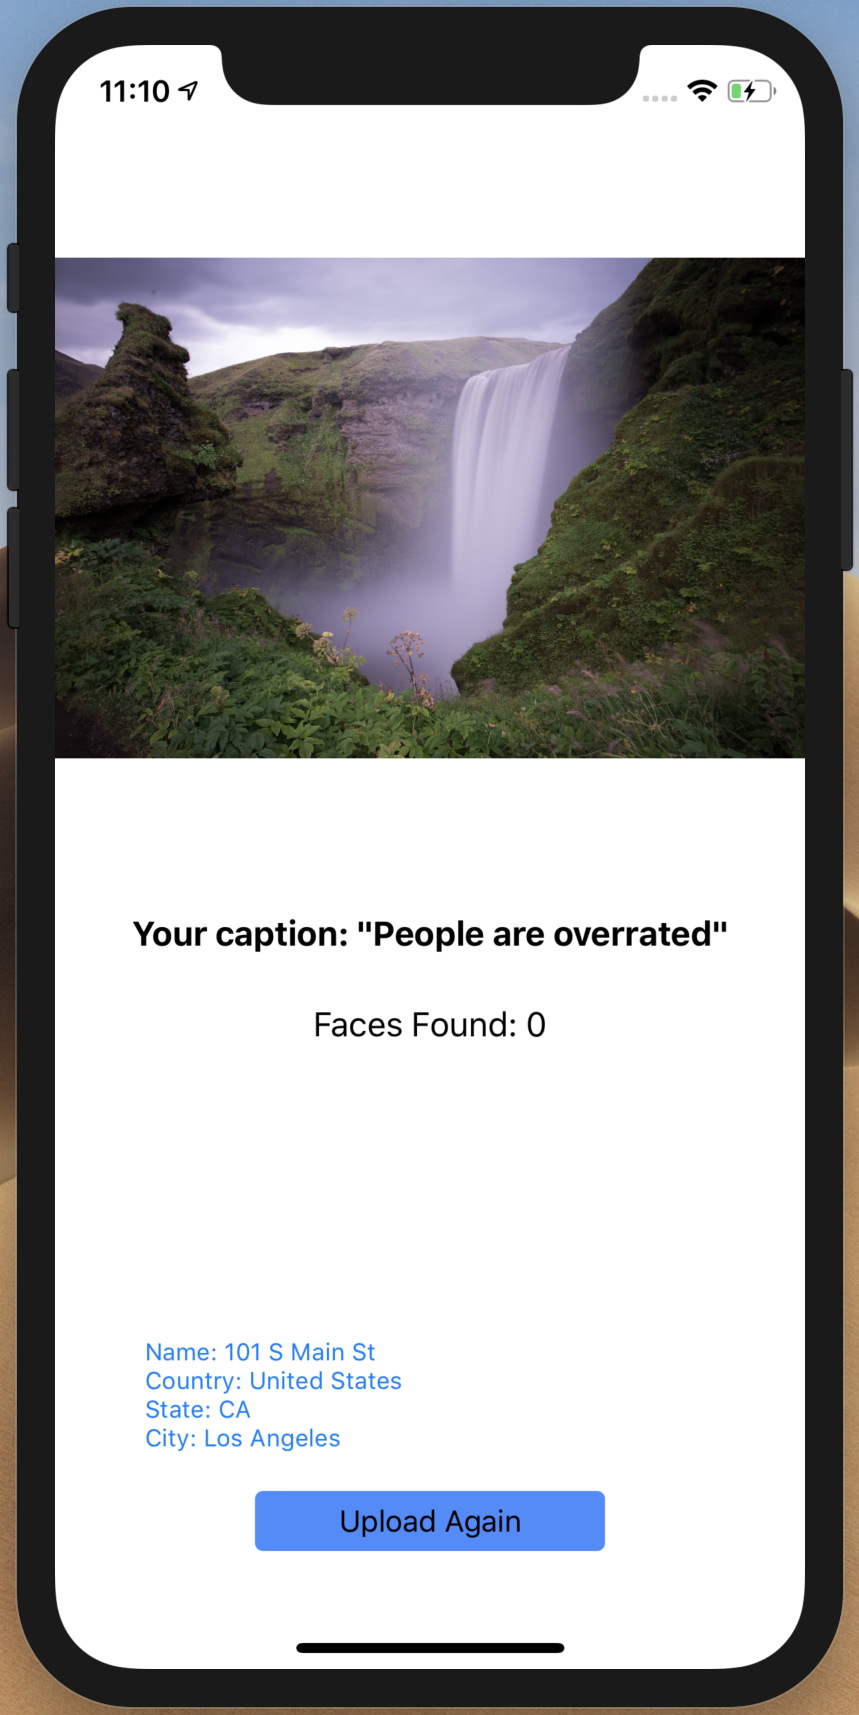 11:10
Your caption: "People are overrated"
Faces Found: 0
Name: 101 S Main St
Country: United States
State: CA
City: Los Angeles
Upload Again